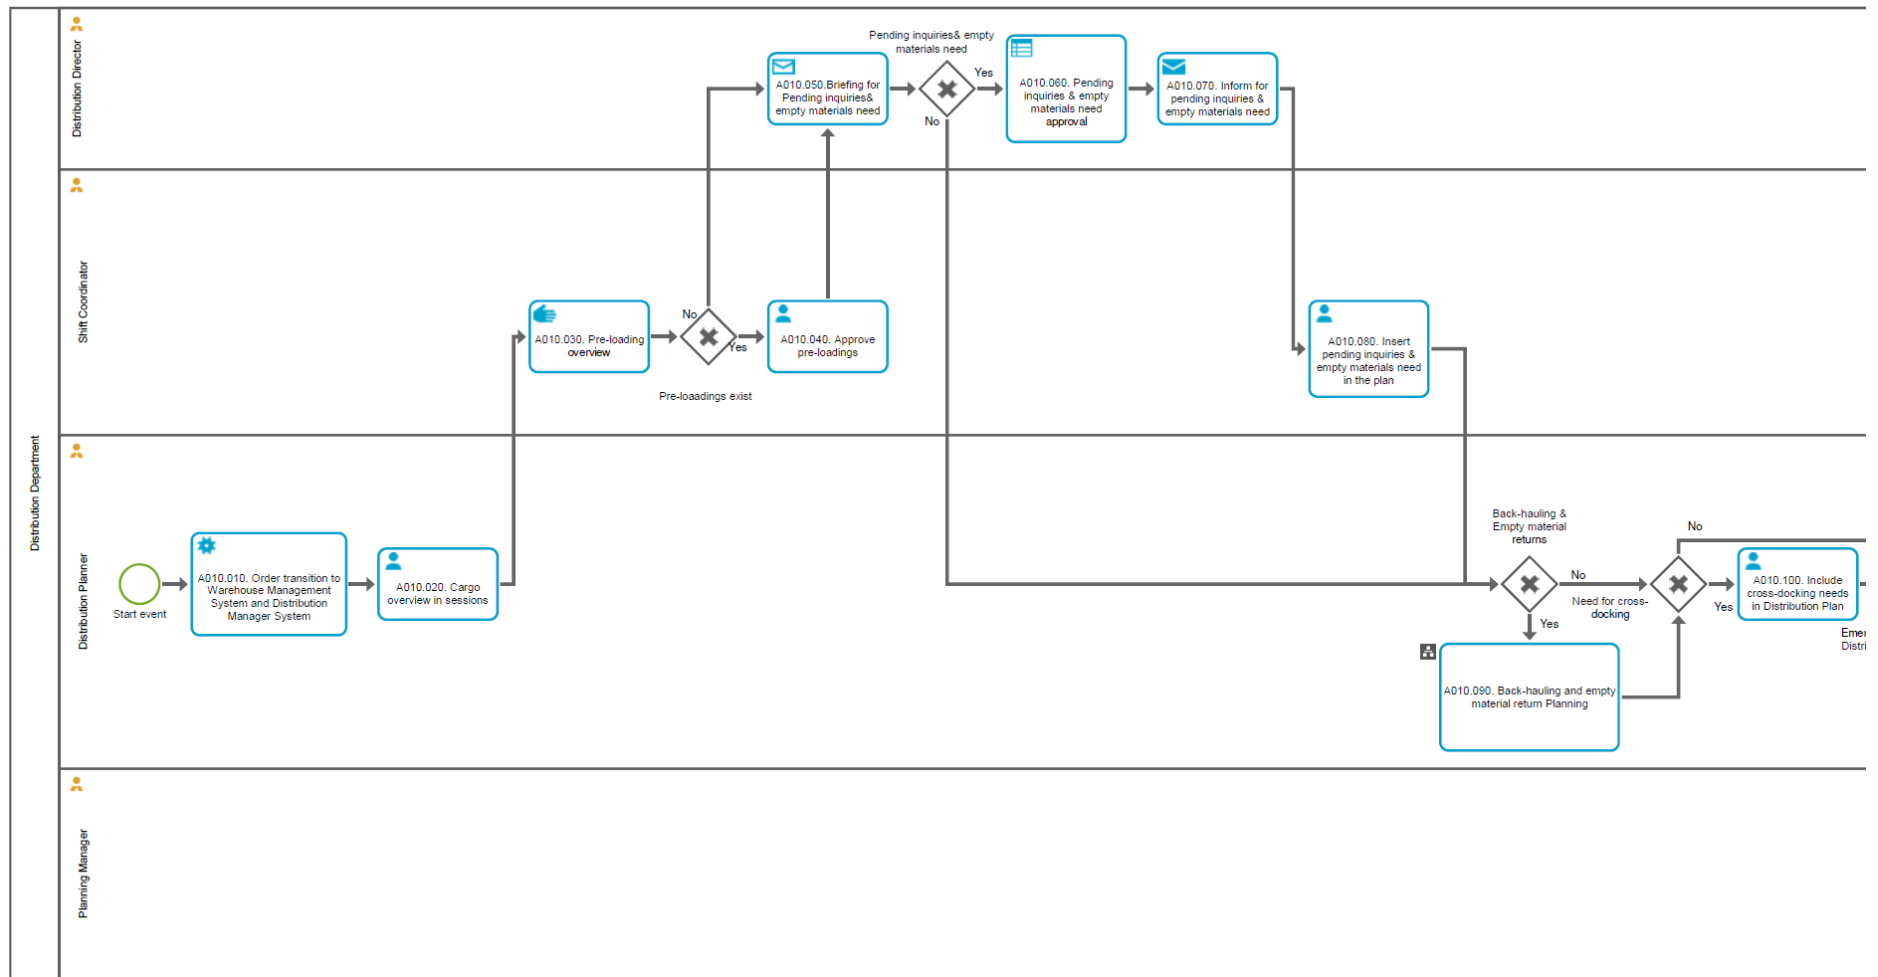 Distribution Department
Distribution Director
Pending inquiries& empty
materials need
A010.050.Briefing for
Pending inquiries&
empty materials need
Yes
No
A010.060. Pending
inquiries & empty
materials need
approval
A010.070. Inform for
pending inquiries &
empty materials need
Shift Coordinator
A010.030. Pre-loading
overview
No
Yes
Pre-loaadings exist
A010.040. Approve
pre-loadings
A010.080. Insert
pending inquiries &
empty materials need
in the plan
Distribution Planner
Start event
A010.010. Order transition to
Warehouse Management
System and Distribution
Manager System
A010.020. Cargo
overview in sessions
Back-hauling &
Empty material
returns
No
Yes
Need for cross-
docking
A010.090. Back-hauling and empty
material return Planning
No
Yes
A010.100. Include
cross-docking needs
in Distribution Plan
Emer
Distri
Planning Manager